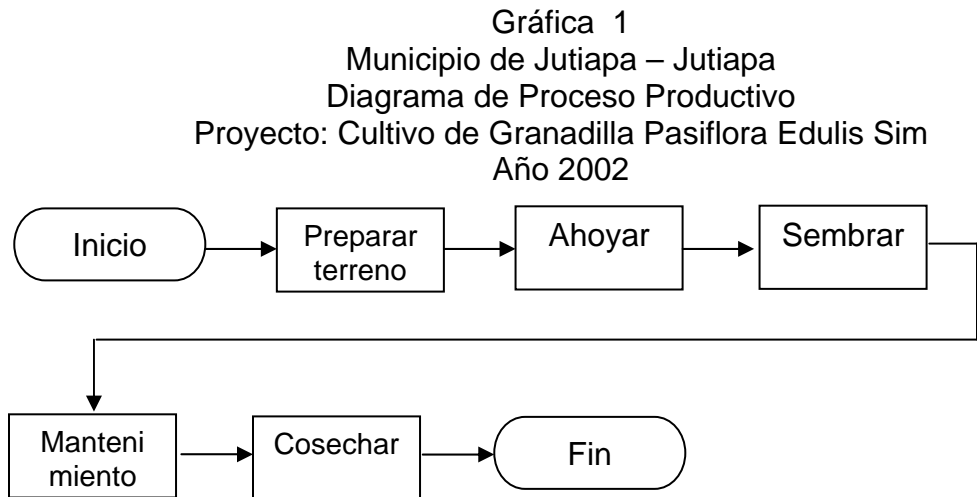 Gráfica 1
Municipio de Jutiapa – Jutiapa
Diagrama de Proceso Productivo
Proyecto: Cultivo de Granadilla Pasiflora Edulis Sim
Año 2002
Inicio
Preparar
terreno
Ahoyar
Sembrar
Manteni
miento
Cosechar
Fin